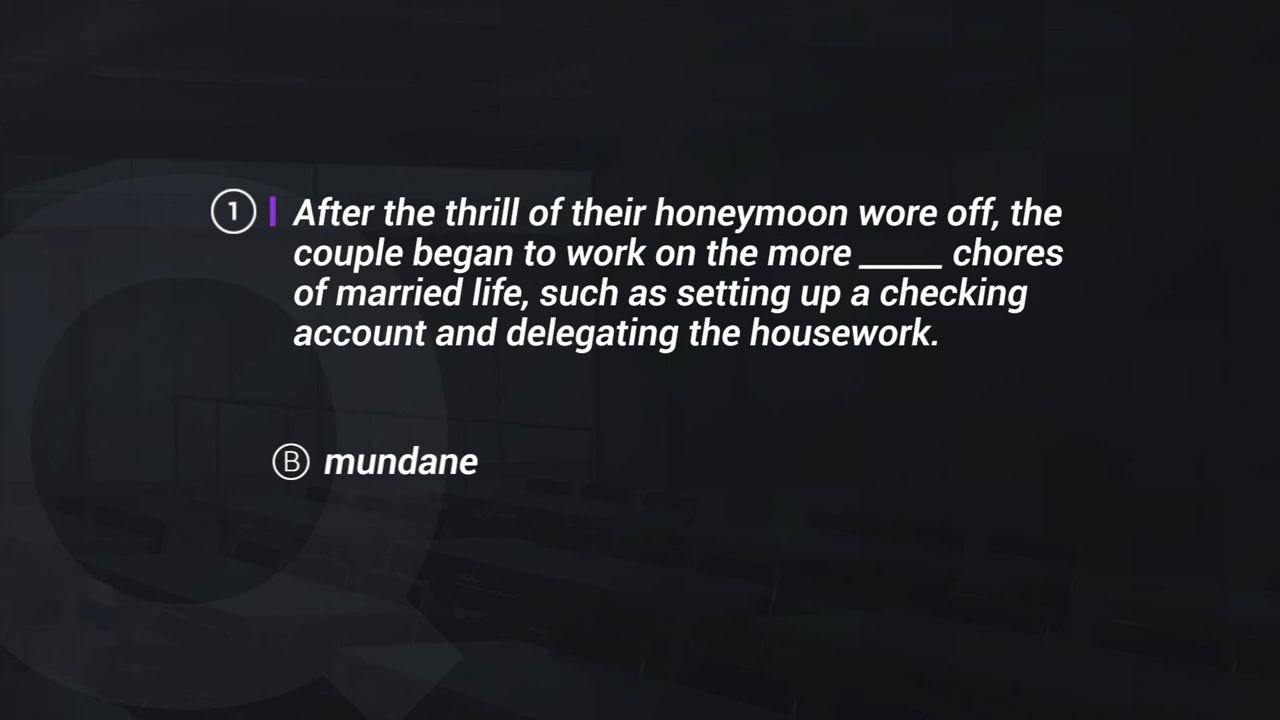 1 After the thrill of their honeymoon wore off, the
couple began to work on the more _____ chores
of married life, such as setting up a checking
account and delegating the housework.
B mundane